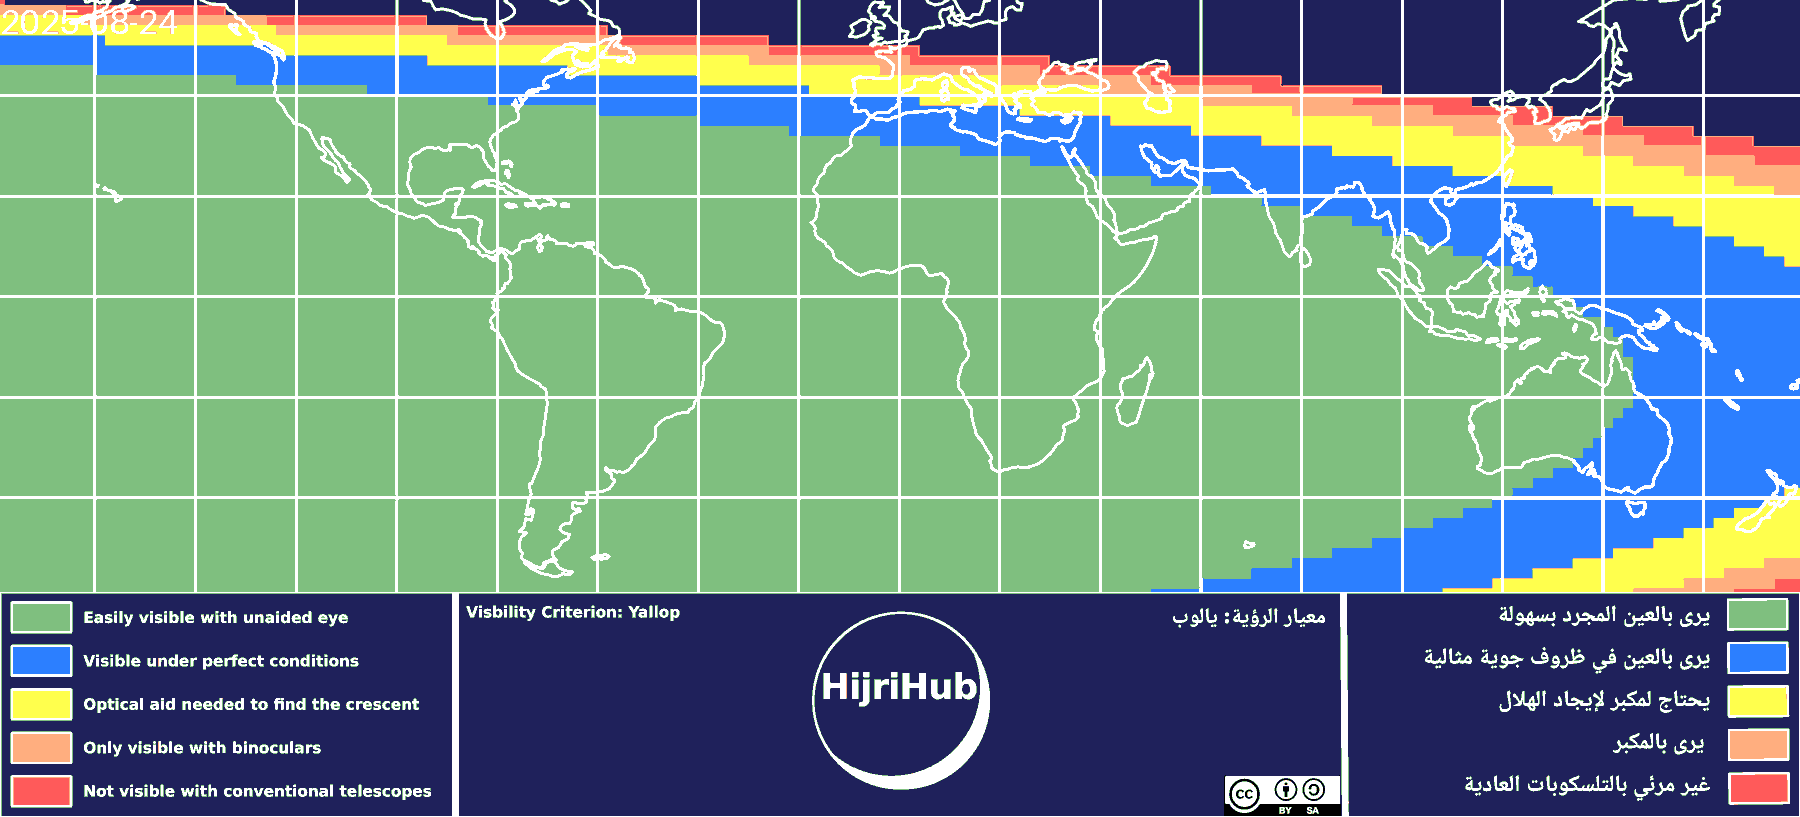 2025-08-24
Easily visible with unaided eye
Visible under perfect conditions
Optical aid needed to find the crescent
Only visible with binoculars
Not visible with conventional telescopes
Visbility Criterion: Yallop
معيار الرؤية: يالوب
HijriHub
cc
BY SA
يرى بالعين المجرد بسهولة
يرى بالعين في ظروف جوية مثالية
يحتاج لمكبر لإيجاد الهلال
يرى بالمكبر
غير مرئي بالتلسكوبات العادية